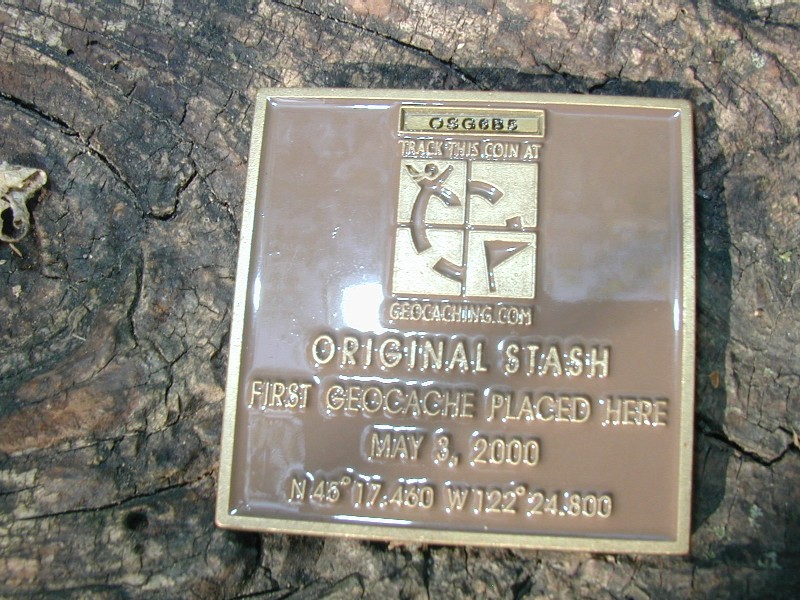 OSG6B5
TRACK THIS COIN AT
GEOCACHING.COM
ORIGINAL STASH
FIRST GEOCACHE PLACED HERE
MAY 3, 2000
N 45° 17.460 W 122° 24.800